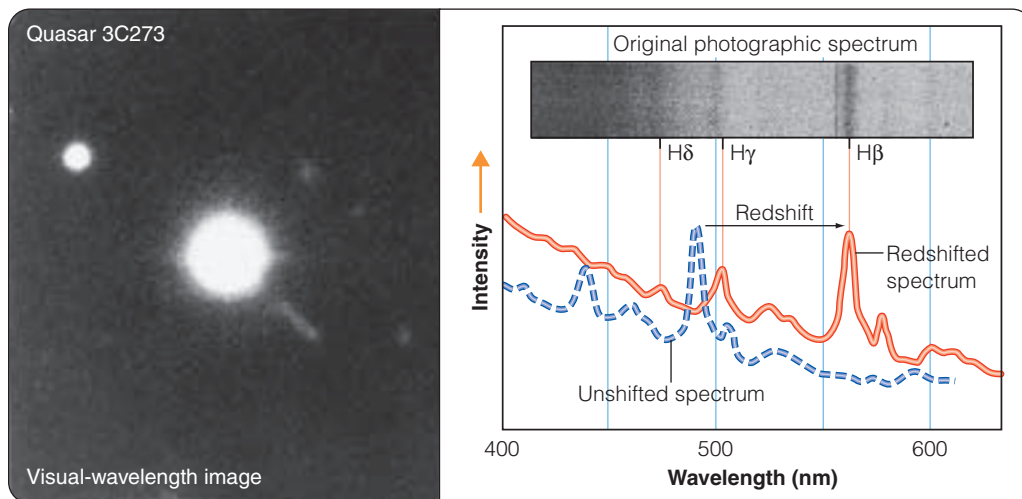 Quasar 3C273
Visual-wavelength image
Original photographic spectrum
Hδ
Hγ
Hβ
Redshift
Redshifted
spectrum
Unshifted spectrum
Intensity
400
500
600
Wavelength (nm)